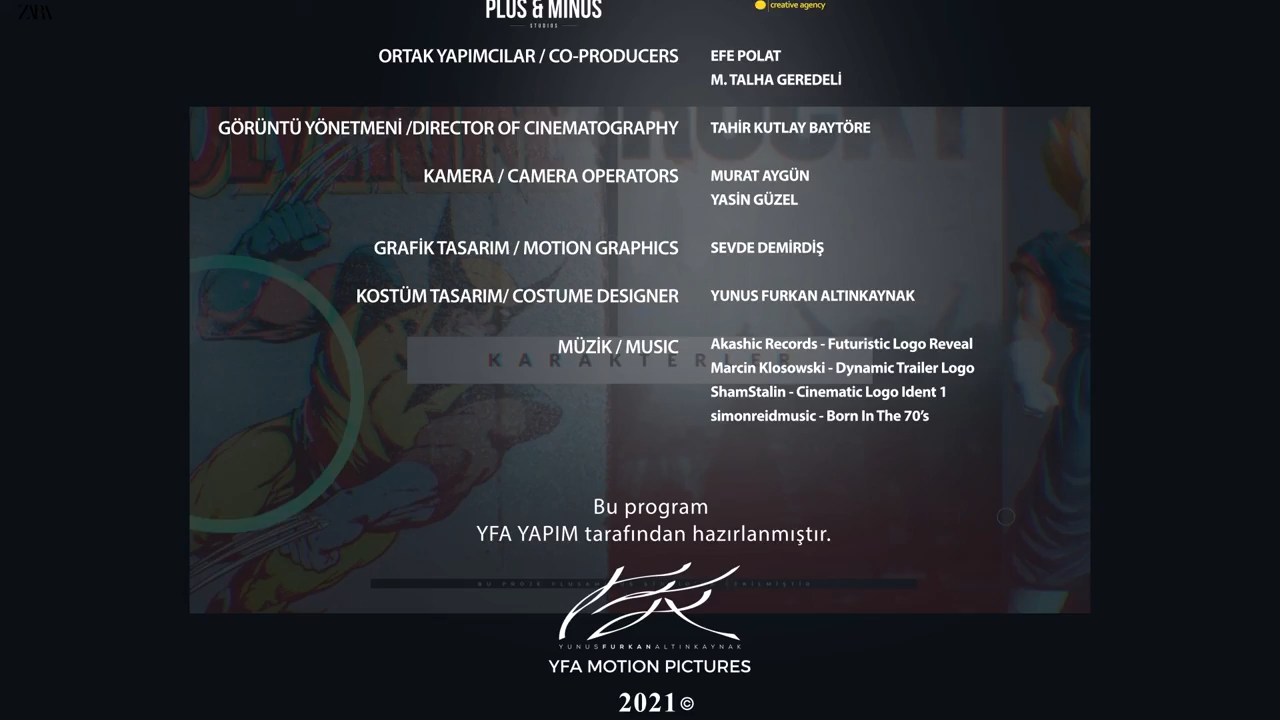 ZARA
PLUS & MINUS
STUDIOS
creative agency
ORTAK YAPIMCILAR / CO-PRODUCERS
EFE POLAT
M. TALHA GEREDELİ
GÖRÜNTÜ YÖNETMENİ /DIRECTOR OF CINEMATOGRAPHY
TAHİR KUTLAY BAYTÖRE
KAMERA / CAMERA OPERATORS
MURAT AYGÜN
YASİN GÜZEL
GRAFİK TASARIM / MOTION GRAPHICS
SEVDE DEMİRDİŞ
KOSTÜM TASARIM/ COSTUME DESIGNER
YUNUS FURKAN ALTINKAYNAK
MÜZİK / MUSIC
Akashic Records - Futuristic Logo Reveal
Marcin Klosowski - Dynamic Trailer Logo
ShamStalin - Cinematic Logo Ident 1
simonreidmusic - Born In The 70's
KARAKTERLER
Bu program
YFA YAPIM tarafından hazırlanmıştır.
YUNUSFURKANALTINKAYNAK
YFA MOTION PICTURES
2021©